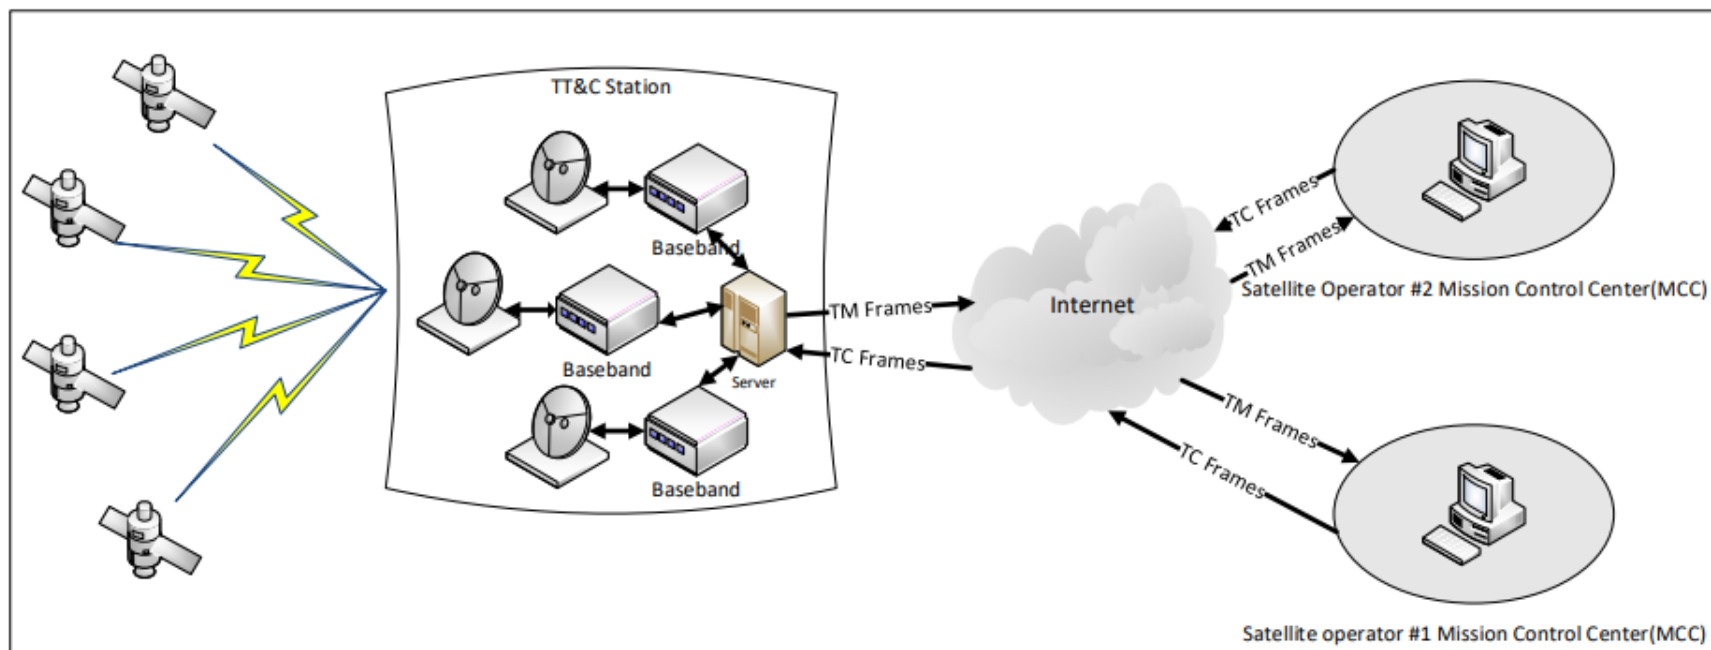 TT&C Station
Baseband
Baseband
Baseband
Server
TM Frames
TC Frames
Internet
TC Frames
TM Frames
Satellite Operator #2 Mission Control Center(MCC)
TM Frames
TC Frames
Satellite operator #1 Mission Control Center(MCC)